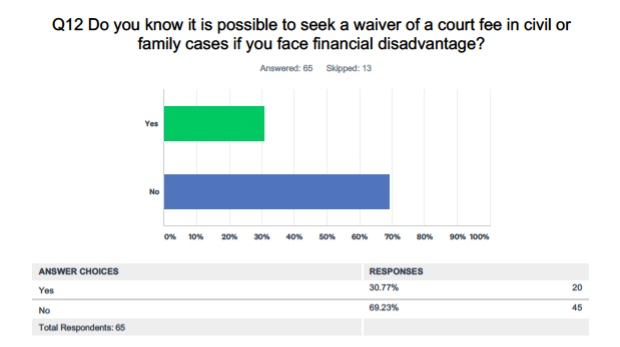 Q12 Do you know it is possible to seek a waiver of a court fee in civil or
family cases if you face financial disadvantage?
Answered: 65 Skipped: 13
Yes
No
0% 10% 20% 30% 40% 50% 60% 70% 80% 90% 100%
ANSWER CHOICES RESPONSES
Yes 30.77% 20
No 69.23% 45
Total Respondents: 65